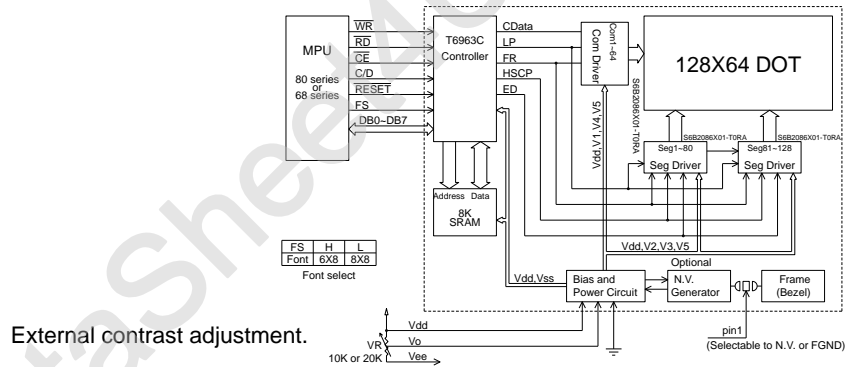 MPU
80 series
or
68 series
WR
RD
CE
C/D
RESET
FS
DB0~DB7
T6963C
Controller
CData
LP
FR
HSCP
ED
Com1~64
Com Driver
S6B2086X01-T0RA
128X64 DOT
S6B2086X01-T0RA
S6B2086X01-T0RA
Seg1~80
Seg Driver
Seg81~128
Seg Driver
Vdd,V1,V4,V5
Address Data
8K
SRAM
Vdd,V2,V3,V5
FS H L
Font 6X8 8X8
Font select
Vdd,Vss
Bias and
Power Circuit
Optional
N.V.
Generator
Frame
(Bezel)
pin1
(Selectable to N.V. or FGND)
External contrast adjustment.
Vdd
VR
Vo
10K or 20K
Vee